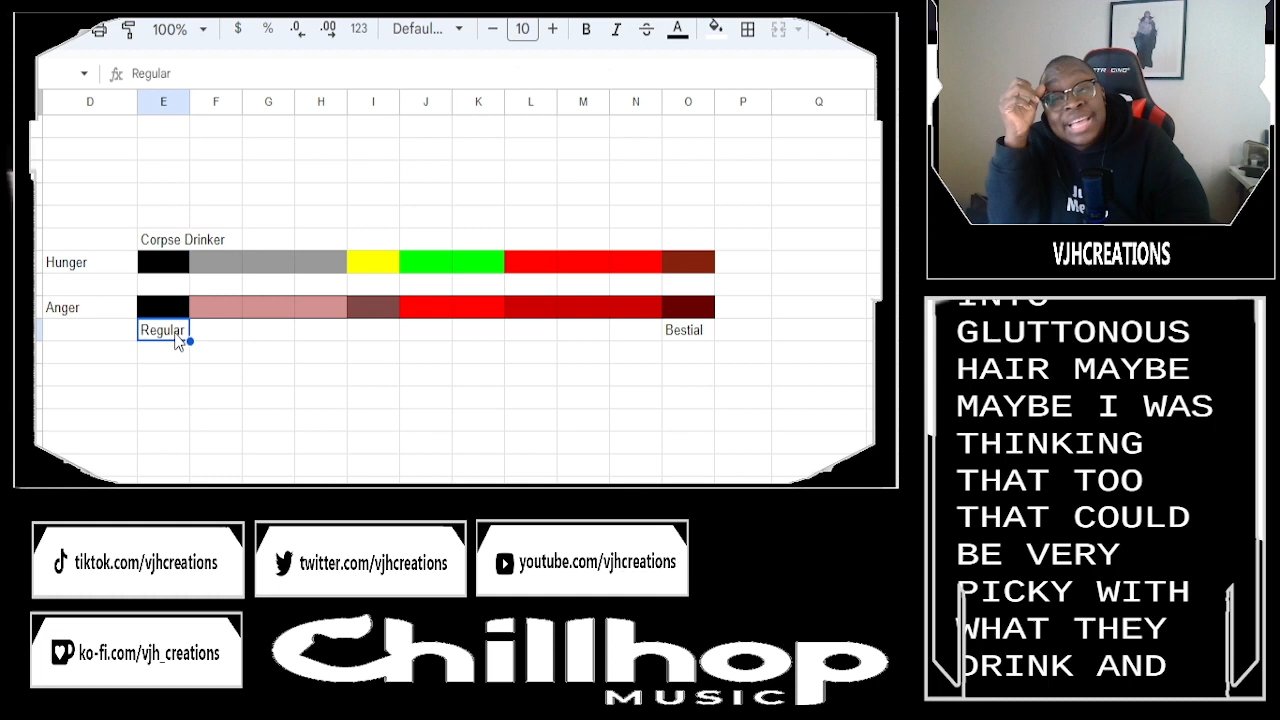 100% $ % .0 .00 123 Defaul... − 10 + B I A
fx Regular
D E F G H I J K L M N O P Q
Corpse Drinker
Hunger
Anger
Regular Bestial
VJHCREATIONS
GLUTTONOUS
HAIR MAYBE
MAYBE I WAS
THINKING
THAT TOO
THAT COULD
BE VERY
PICKY WITH
WHAT THEY
DRINK AND
tiktok.com/vjhcreations
twitter.com/vjhcreations
youtube.com/vjhcreations
ko-fi.com/vjh_creations
Chillhop
MUSIC